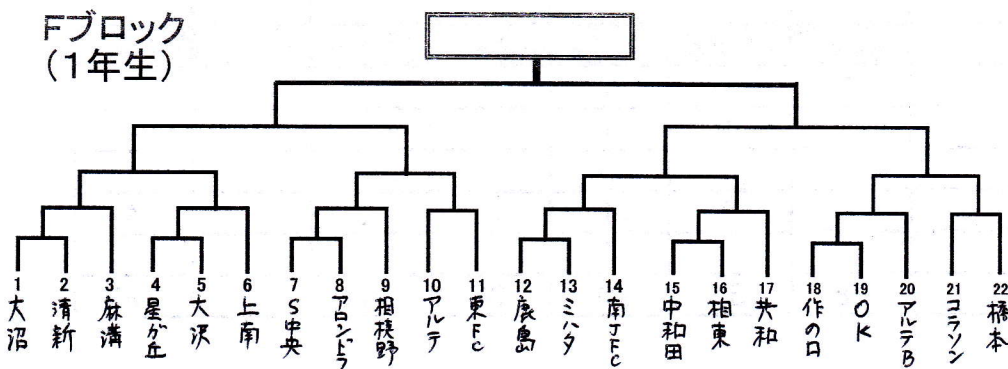 Fブロック
(1年生)
1 2 3 4 5 6 7 8 9 10 11 12 13 14 15 16 17 18 19 20 21 22
大沼
清新
麻溝
星が丘
大沢
上南
S中央
アロンドラ
相模野
アルテ
東FC
鹿島
ミハタ
南JFC
中和田
相東
共和
作の口
OK
アルテB
コラソン
橋本